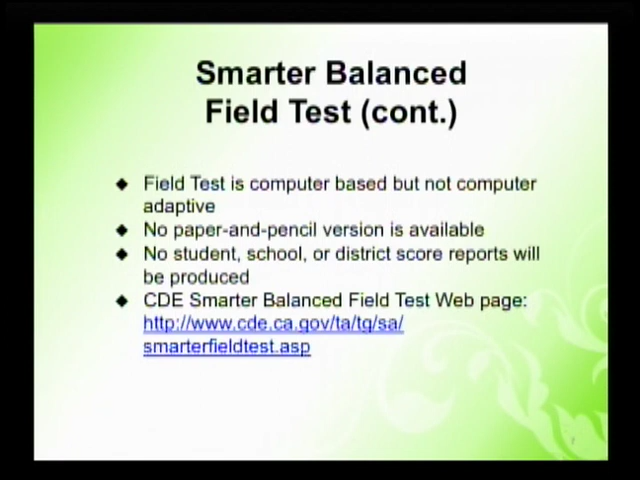 Smarter Balanced
Field Test (cont.)
Field Test is computer based but not computer
adaptive
No paper-and-pencil version is available
No student, school, or district score reports will
be produced
CDE Smarter Balanced Field Test Web page:
http://www.cde.ca.gov/ta/tg/sa/
smarterfieldtest.asp
7